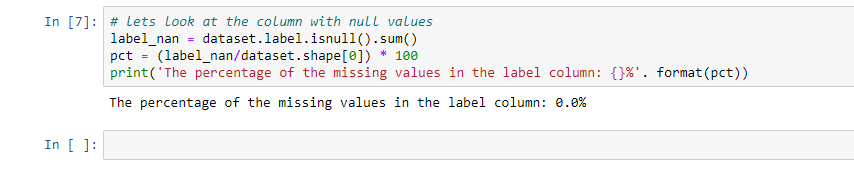 In [7]: # lets look at the column with null values
label_nan = dataset.label.isnull().sum()
pct = (label_nan/dataset.shape[0]) * 100
print('The percentage of the missing values in the label column: {}%'. format(pct))
The percentage of the missing values in the label column: 0.0%
In [ ]: